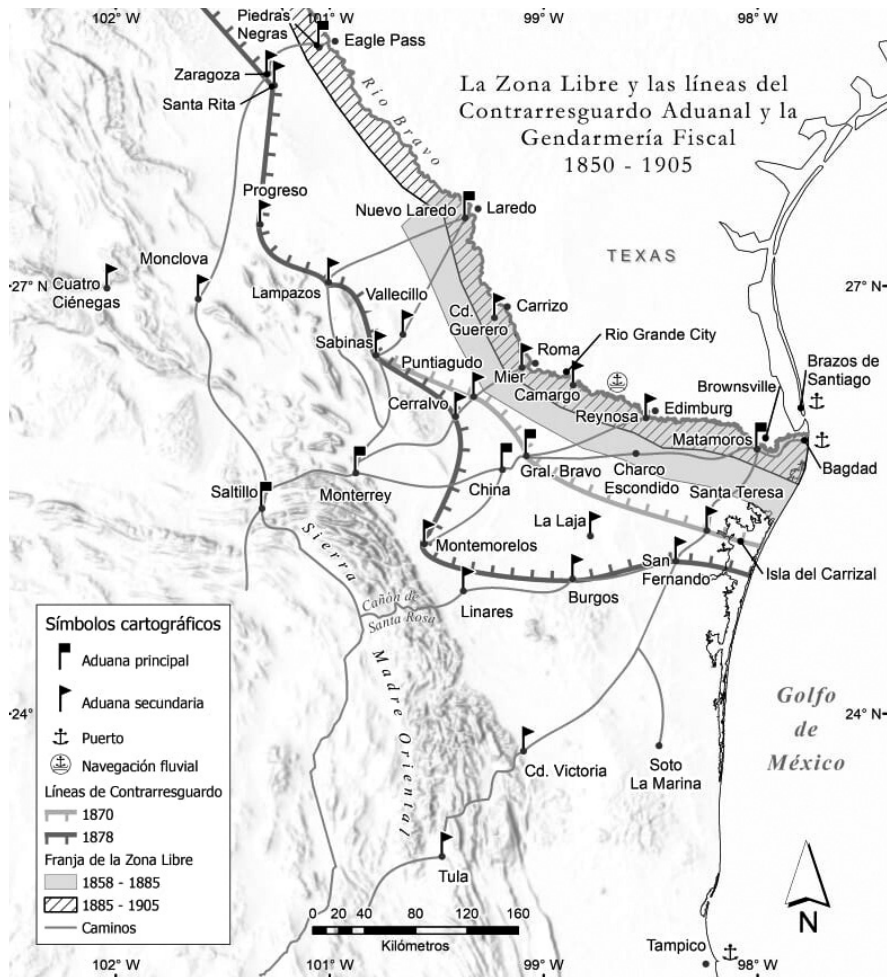 102° W
101° W
99° W
98° W
Piedras
Negras
Eagle Pass
Zaragoza
Santa Rita
Río Bravo
La Zona Libre y las líneas del
Contrarresguardo Aduanal y la
Gendarmería Fiscal
1850 - 1905
Progreso
Nuevo Laredo
Laredo
TEXAS
Monclova
27° N
Cuatro
Ciénegas
Lampazos
Vallecillo
Cd.
Guerero
Carrizo
27° N
Sabinas
Roma
Rio Grande City
Puntiagudo
Mier
Camargo
Brownsville
Brazos de
Santiago
Cerralvo
Reynosa
Edimburg
Matamoros
Bagdad
Saltillo
Monterrey
China
Gral. Bravo
Charco
Escondido
Santa Teresa
La Laja
Montemorelos
San
Fernando
Isla del Carrizal
Linares
Burgos
Cañón de
Santa Rosa
Sierra Madre Oriental
Símbolos cartográficos
Aduana principal
Aduana secundaria
Puerto
Navegación fluvial
Líneas de Contrarresguardo
1870
1878
Franja de la Zona Libre
1858 - 1885
1885 - 1905
Caminos
24°
24° N
Golfo
de
México
Cd. Victoria
Soto
La Marina
Tula
0 20 40 80 120 160
Kilómetros
N
Tampico
102° W
101° W
99° W
98° W